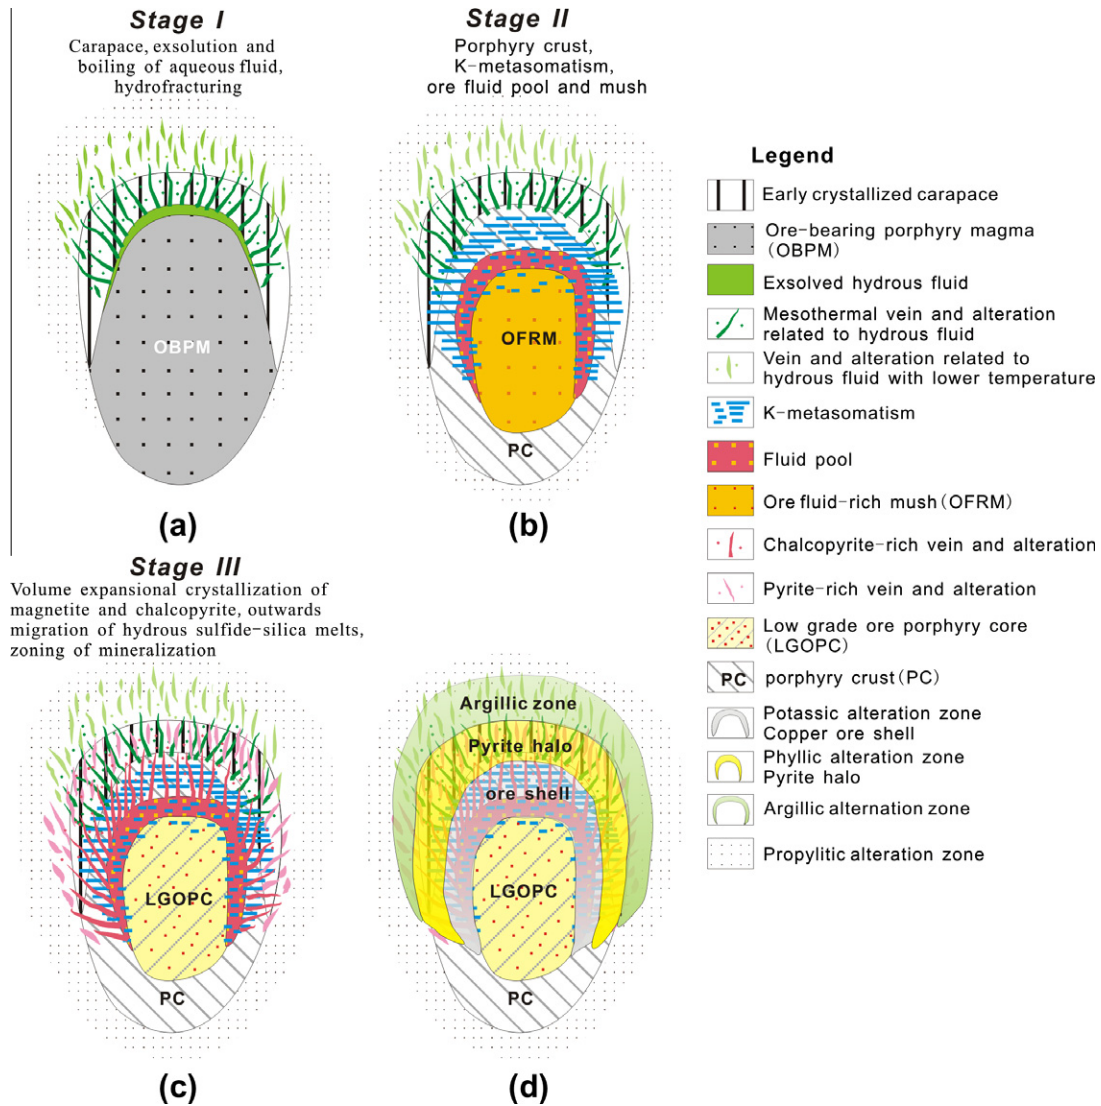 Stage I
Carapace, exsolution and
boiling of aqueous fluid,
hydrofracturing
OBPM
(a)
Stage II
Porphyry crust,
K-metasomatism,
ore fluid pool and mush
OFRM
PC
(b)
Stage III
Volume expansional crystallization of
magnetite and chalcopyrite, outwards
migration of hydrous sulfide-silica melts,
zoning of mineralization
LGOPC
PC
(c)
Argillic zone
Pyrite halo
ore shell
LGOPC
PC
(d)
Legend
Early crystallized carapace
Ore-bearing porphyry magma
(OBPM)
Exsolved hydrous fluid
Mesothermal vein and alteration
related to hydrous fluid
Vein and alteration related to
hydrous fluid with lower temperature
K-metasomatism
Fluid pool
Ore fluid-rich mush(OFRM)
Chalcopyrite-rich vein and alteration
Pyrite-rich vein and alteration
Low grade ore porphyry core
(LGOPC)
PC porphyry crust(PC)
Potassic alteration zone
Copper ore shell
Phyllic alteration zone
Pyrite halo
Argillic alternation zone
Propylitic alteration zone